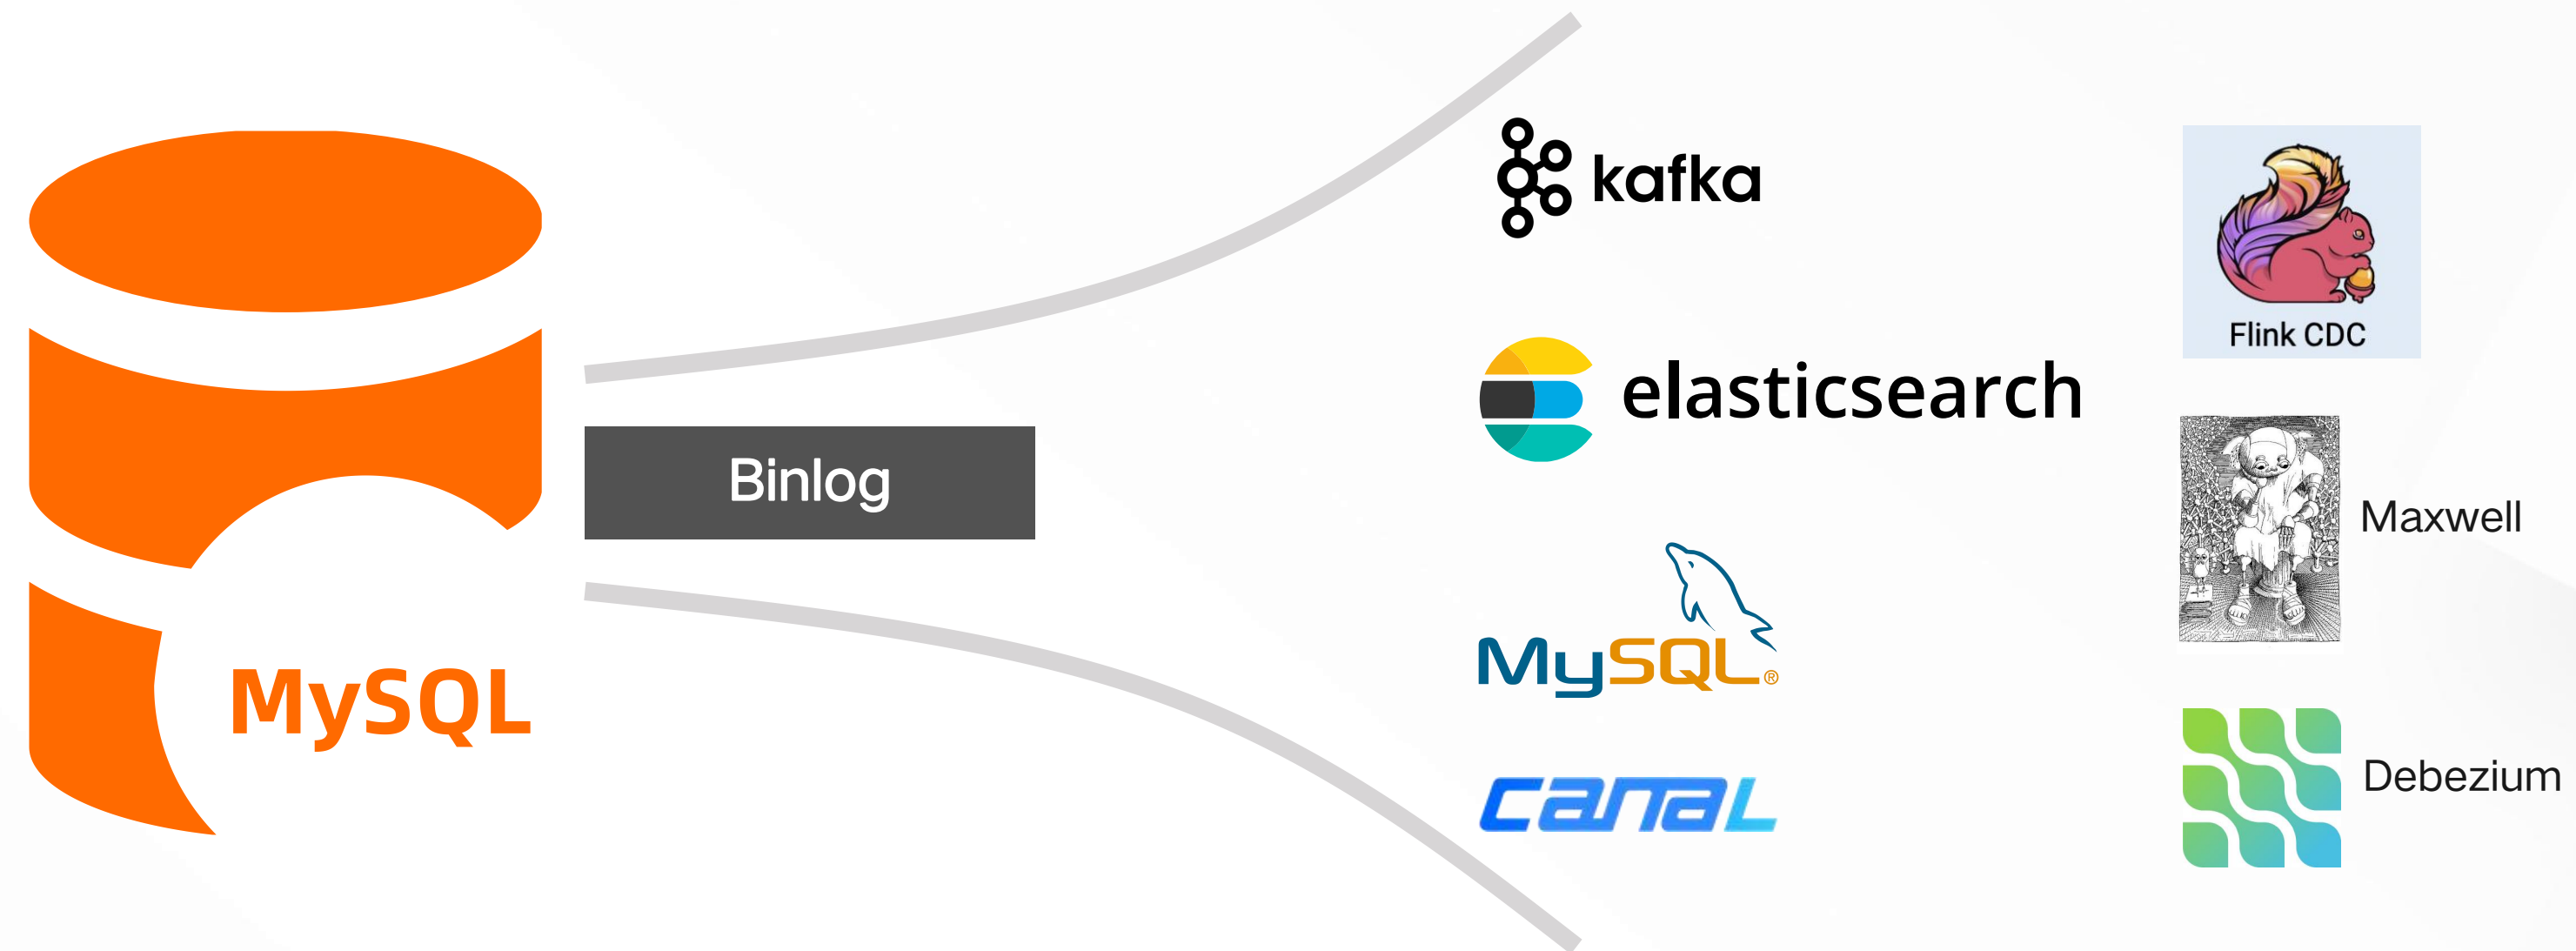 MySQL
Binlog
kafka
elasticsearch
MySQL®
canal
Flink CDC
Maxwell
Debezium